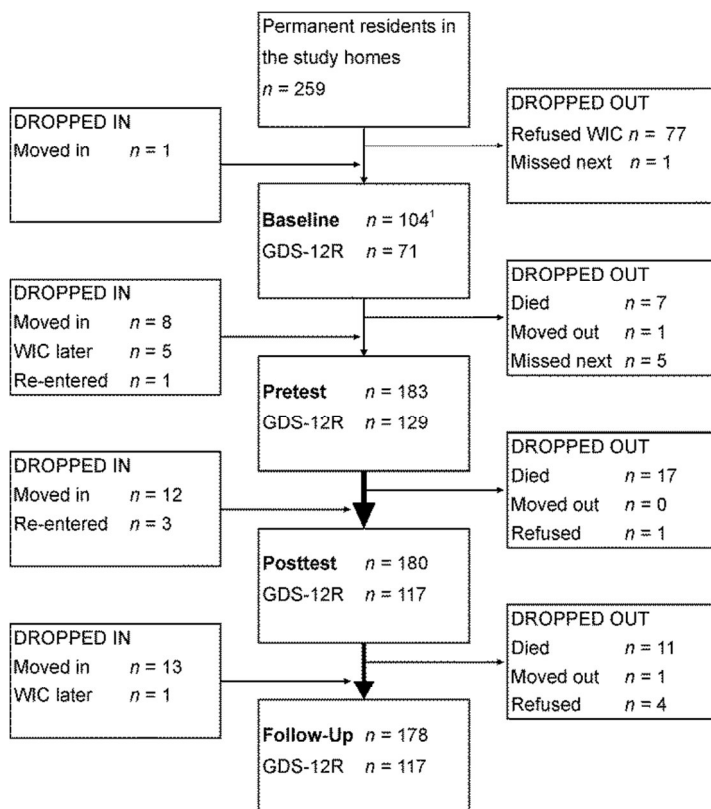 Permanent residents in
the study homes
n = 259
DROPPED IN
Moved in n = 1
DROPPED OUT
Refused WIC n = 77
Missed next n = 1
Baseline n = 104¹
GDS-12R n = 71
DROPPED IN
Moved in n = 8
WIC later n = 5
Re-entered n = 1
DROPPED OUT
Died n = 7
Moved out n = 1
Missed next n = 5
Pretest n = 183
GDS-12R n = 129
DROPPED IN
Moved in n = 12
Re-entered n = 3
DROPPED OUT
Died n = 17
Moved out n = 0
Refused n = 1
Posttest n = 180
GDS-12R n = 117
DROPPED IN
Moved in n = 13
WIC later n = 1
DROPPED OUT
Died n = 11
Moved out n = 1
Refused n = 4
Follow-Up n = 178
GDS-12R n = 117